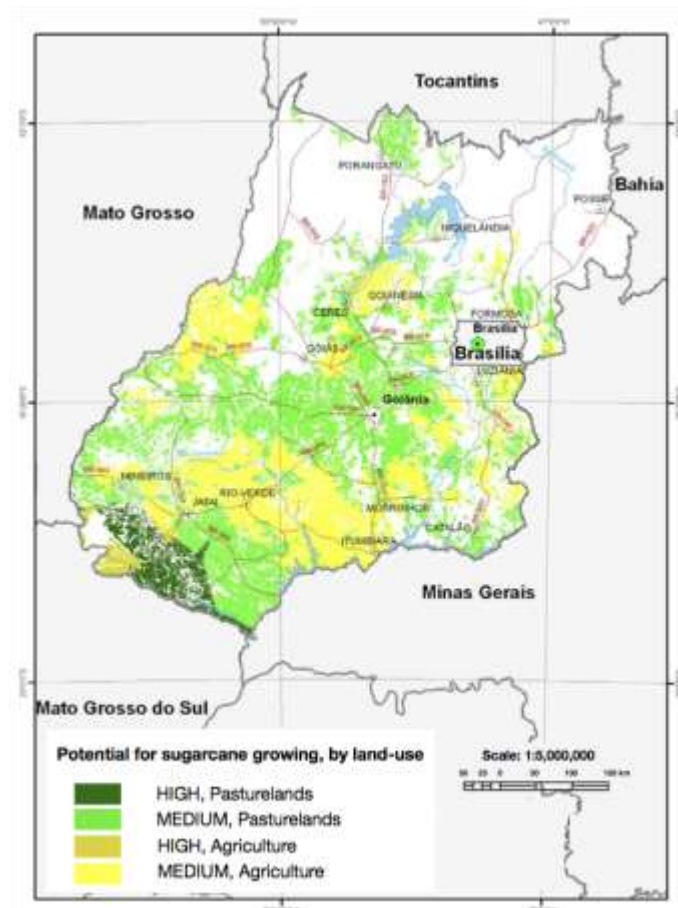 Tocantins
Bahia
PORANGATU
Mato Grosso
POSSE
NIQUELÂNDIA
GOIANÉSIA
CERES
FORMOSA
Brasília
GOIÁS
Brasília
LUZIÂNIA
Goiânia
MINEIROS
RIO VERDE
JATAÍ
MORRINHOS
CATALÃO
ITUMBIARA
Minas Gerais
Mato Grosso do Sul
Potential for sugarcane growing, by land-use
Scale: 1:5,000,000
HIGH, Pasturelands
MEDIUM, Pasturelands
HIGH, Agriculture
MEDIUM, Agriculture